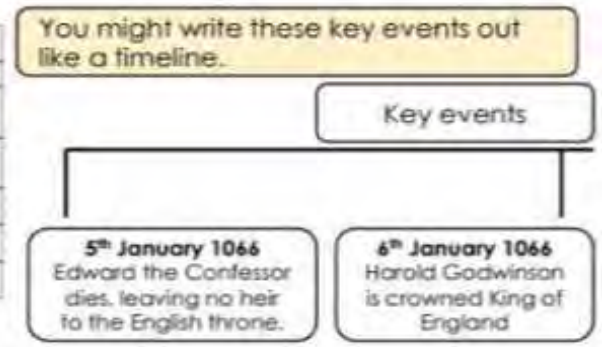 You might write these key events out
like a timeline.
Key events
5th January 1066
Edward the Confessor
dies, leaving no heir
to the English throne.
6th January 1066
Harold Godwinson
is crowned King of
England